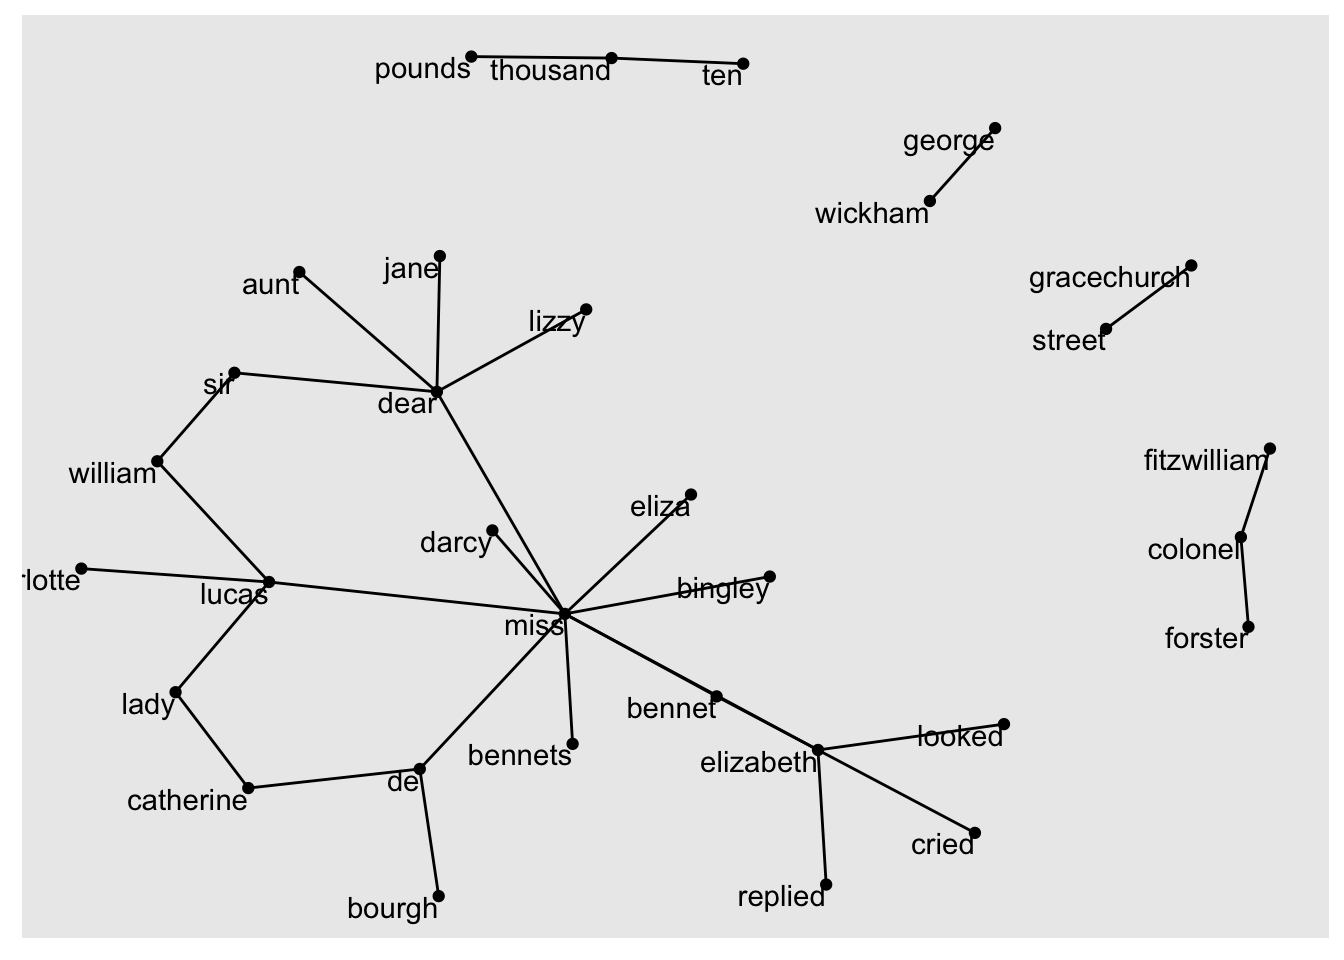 pounds
thousand
ten
george
wickham
aunt
jane
gracechurch
lizzy
street
sir
dear
william
fitzwilliam
eliza
darcy
colonel
rlotte
bingley
lucas
miss
forster
lady
bennet
looked
bennets
elizabeth
de
catherine
cried
replied
bourgh